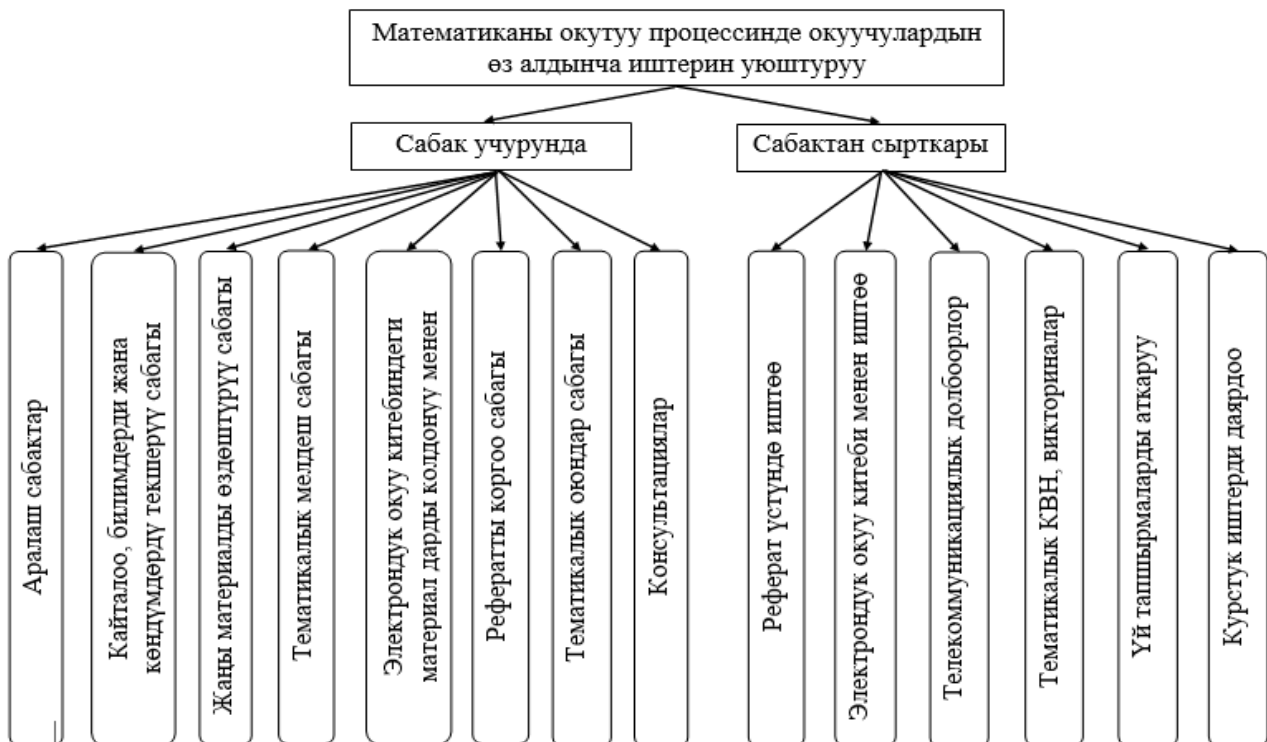 Математиканы окутуу процессинде окуучулардын
өз алдынча иштерин уюштуруу
Сабак учурунда
Сабактан сырткары
Аралаш сабактар
Кайталоо, билимдерди жана
көндүмдөрдү текшерүү сабагы
Жаңы материалды өздөштүрүү сабагы
Тематикалык мелдеш сабагы
Электрондук окуу китебиндеги
материал дарды колдонуу менен
Рефератты коргоо сабагы
Тематикалык оюндар сабагы
Консультациялар
Реферат үстүндө иштөө
Электрондук окуу китеби менен иштөө
Телекоммуникациялык долбоорлор
Тематикалык КВН, викториналар
Үй тапшырмаларды аткаруу
Курстук иштерди даярдоо